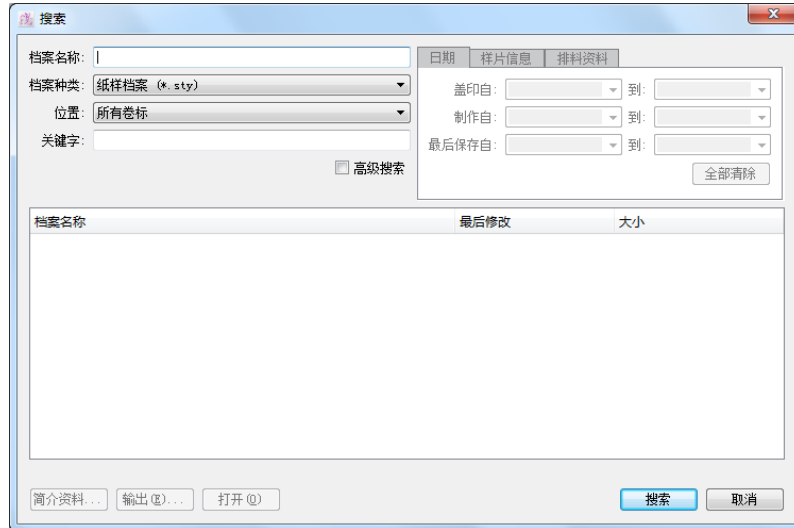 搜索
档案名称:
档案种类: 纸样档案 (*.sty)
位置: 所有卷标
关键字:
高级搜索
日期 样片信息 排料资料
盖印自: 到:
制作自: 到:
最后保存自: 到:
全部清除
档案名称 最后修改 大小
简介资料... 输出(E)... 打开(O) 搜索 取消